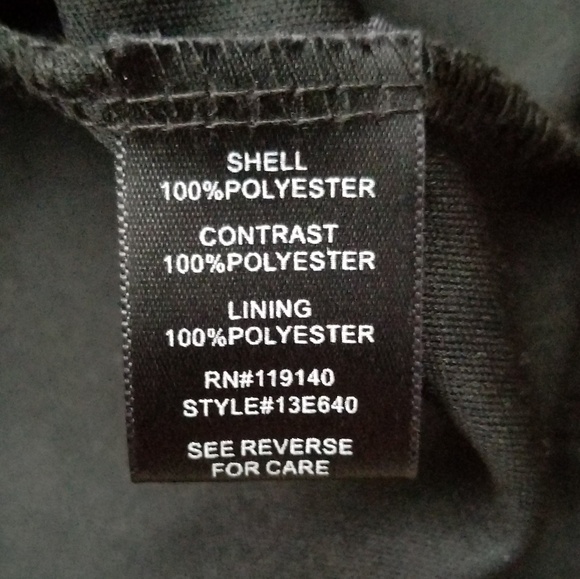 SHELL
100%POLYESTER
CONTRAST
100%POLYESTER
LINING
100%POLYESTER
RN#119140
STYLE#13E640
SEE REVERSE
FOR CARE